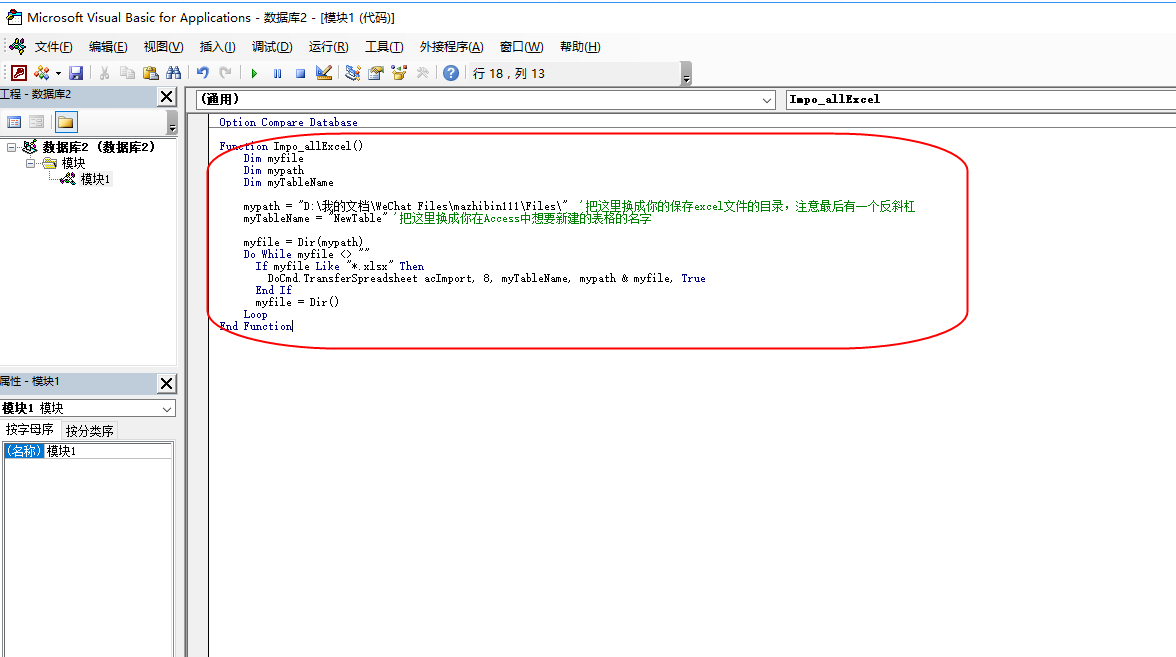 Microsoft Visual Basic for Applications - 数据库2 - [模块1 (代码)]
文件(F) 编辑(E) 视图(V) 插入(I) 调试(D) 运行(R) 工具(T) 外接程序(A) 窗口(W) 帮助(H)
行 18 , 列 13
工程 - 数据库2
(通用)
Impo_allExcel
数据库2 (数据库2)
模块
模块1
Option Compare Database
Function Impo_allExcel()
Dim myfile
Dim mypath
Dim myTableName
mypath = "D:\我的文档\WeChat Files\mazhibin111\Files\" '把这里换成你的保存excel文件的目录，注意最后有一个反斜杠
myTableName = "NewTable" '把这里换成你在Access中想要新建的表格的名字
myfile = Dir(mypath)
Do While myfile <> ""
If myfile Like "*.xlsx" Then
DoCmd.TransferSpreadsheet acImport, 8, myTableName, mypath & myfile, True
End If
myfile = Dir()
Loop
End Function
属性 - 模块1
模块1 模块
按字母序 按分类序
(名称) 模块1